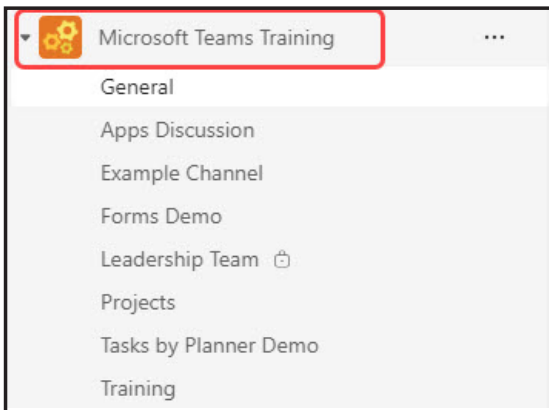 Microsoft Teams Training
General
Apps Discussion
Example Channel
Forms Demo
Leadership Team
Projects
Tasks by Planner Demo
Training